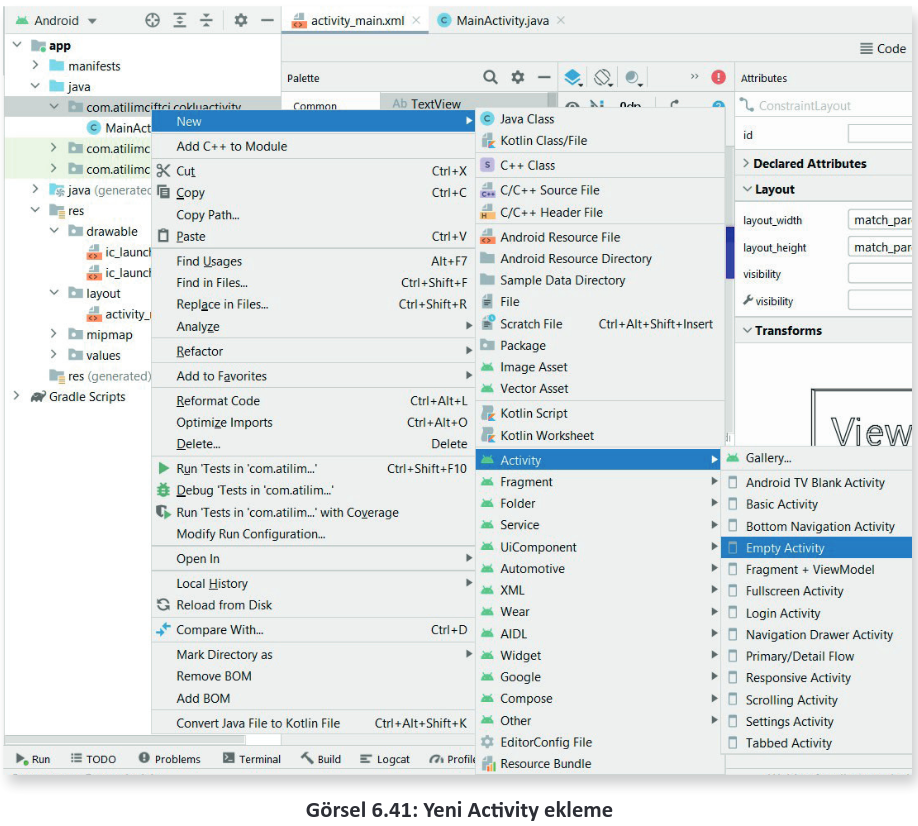 Android
activity_main.xml
MainActivity.java
app
manifests
java
com.atilimciftci.cokluactivity
MainAct
com.atilimc
com.atilimc
java (generated
res
drawable
ic_launch
ic_launch
layout
activity_
mipmap
values
res (generated)
Gradle Scripts
Code
Palette
Attributes
Common
Ab TextView
0dp
ConstraintLayout
id
Declared Attributes
Layout
layout_width match_par
layout_height match_par
visibility
visibility
Transforms
View
New
Add C++ to Module
Cut Ctrl+X
Copy Ctrl+C
Copy Path...
Paste Ctrl+V
Find Usages Alt+F7
Find in Files... Ctrl+Shift+F
Replace in Files... Ctrl+Shift+R
Analyze
Refactor
Add to Favorites
Reformat Code Ctrl+Alt+L
Optimize Imports Ctrl+Alt+O
Delete... Delete
Run 'Tests in 'com.atilim...' Ctrl+Shift+F10
Debug 'Tests in 'com.atilim...'
Run 'Tests in 'com.atilim...' with Coverage
Modify Run Configuration...
Open In
Local History
Reload from Disk
Compare With... Ctrl+D
Mark Directory as
Remove BOM
Add BOM
Convert Java File to Kotlin File Ctrl+Alt+Shift+K
Java Class
Kotlin Class/File
C++ Class
C/C++ Source File
C/C++ Header File
Android Resource File
Android Resource Directory
Sample Data Directory
File
Scratch File Ctrl+Alt+Shift+Insert
Package
Image Asset
Vector Asset
Kotlin Script
Kotlin Worksheet
Activity
Fragment
Folder
Service
UiComponent
Automotive
XML
Wear
AIDL
Widget
Google
Compose
Other
EditorConfig File
Resource Bundle
Gallery...
Android TV Blank Activity
Basic Activity
Bottom Navigation Activity
Empty Activity
Fragment + ViewModel
Fullscreen Activity
Login Activity
Navigation Drawer Activity
Primary/Detail Flow
Responsive Activity
Scrolling Activity
Settings Activity
Tabbed Activity
Run
TODO
Problems
Terminal
Build
Logcat
Profile
Görsel 6.41: Yeni Activity ekleme